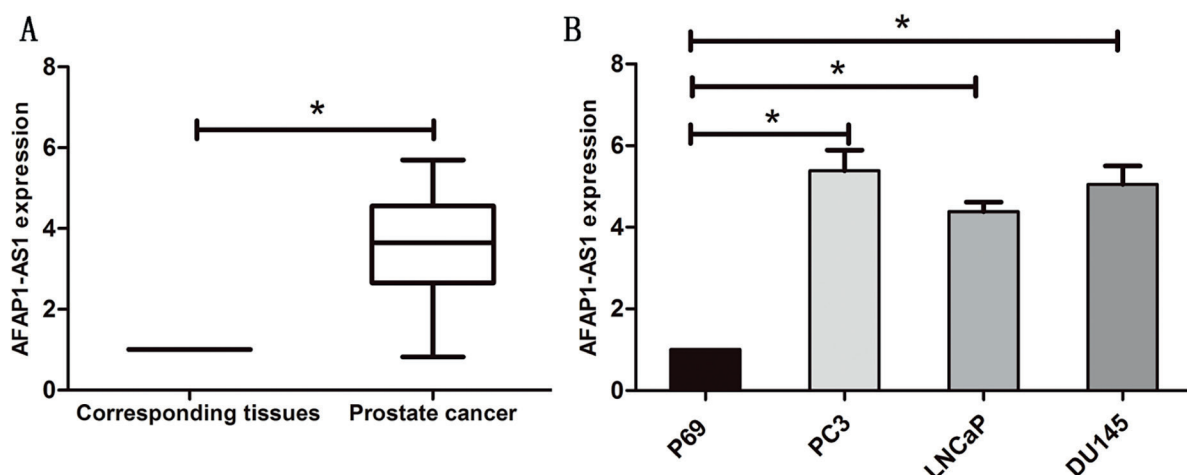 A
AFAP1-AS1 expression
8
6
4
2
0
*
Corresponding tissues
Prostate cancer
B
AFAP1-AS1 expression
8
6
4
2
0
*
*
*
P69
PC3
LNCaP
DU145